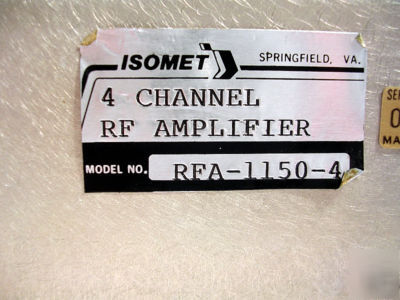 ISOMET SPRINGFIELD, VA.
4 CHANNEL
RF AMPLIFIER
MODEL NO. RFA-1150-4